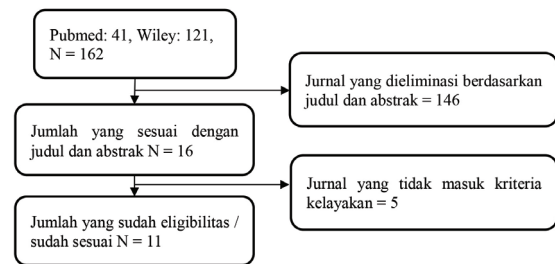 Pubmed: 41, Wiley: 121,
N = 162
Jurnal yang dieliminasi berdasarkan
judul dan abstrak = 146
Jumlah yang sesuai dengan
judul dan abstrak N = 16
Jurnal yang tidak masuk kriteria
kelayakan = 5
Jumlah yang sudah eligibilitas /
sudah sesuai N = 11